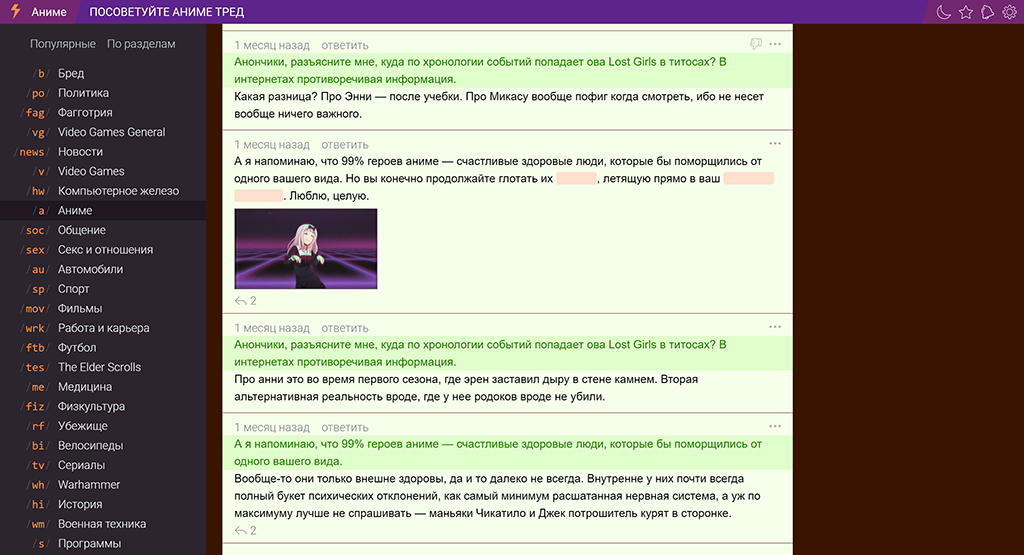 Аниме
ПОСОВЕТУЙТЕ АНИМЕ ТРЕД
Популярные По разделам
/b/ Бред
/po/ Политика
/fag/ Фагготрия
/vg/ Video Games General
/news/ Новости
/v/ Video Games
/hw/ Компьютерное железо
/a/ Аниме
/soc/ Общение
/sex/ Секс и отношения
/au/ Автомобили
/sp/ Спорт
/mov/ Фильмы
/wrk/ Работа и карьера
/ftb/ Футбол
/tes/ The Elder Scrolls
/me/ Медицина
/fiz/ Физкультура
/rf/ Убежище
/bi/ Велосипеды
/tv/ Сериалы
/wh/ Warhammer
/hi/ История
/wm/ Военная техника
/s/ Программы
1 месяц назад ответить
Анончики, разъясните мне, куда по хронологии событий попадает ова Lost Girls в титосах? В
интернетах противоречивая информация.
Какая разница? Про Энни — после учебки. Про Микасу вообще пофиг когда смотреть, ибо не несет
вообще ничего важного.
1 месяц назад ответить
А я напоминаю, что 99% героев аниме — счастливые здоровые люди, которые бы поморщились от
одного вашего вида. Но вы конечно продолжайте глотать их , летящую прямо в ваш
. Люблю, целую.
2
1 месяц назад ответить
Анончики, разъясните мне, куда по хронологии событий попадает ова Lost Girls в титосах? В
интернетах противоречивая информация.
Про анни это во время первого сезона, где эрен заставил дыру в стене камнем. Вторая
альтернативная реальность вроде, где у нее родоков вроде не убили.
1 месяц назад ответить
А я напоминаю, что 99% героев аниме — счастливые здоровые люди, которые бы поморщились от
одного вашего вида.
Вообще-то они только внешне здоровы, да и то далеко не всегда. Внутренне у них почти всегда
полный букет психических отклонений, как самый минимум расшатанная нервная система, а уж по
максимуму лучше не спрашивать — маньяки Чикатило и Джек потрошитель курят в сторонке.
2